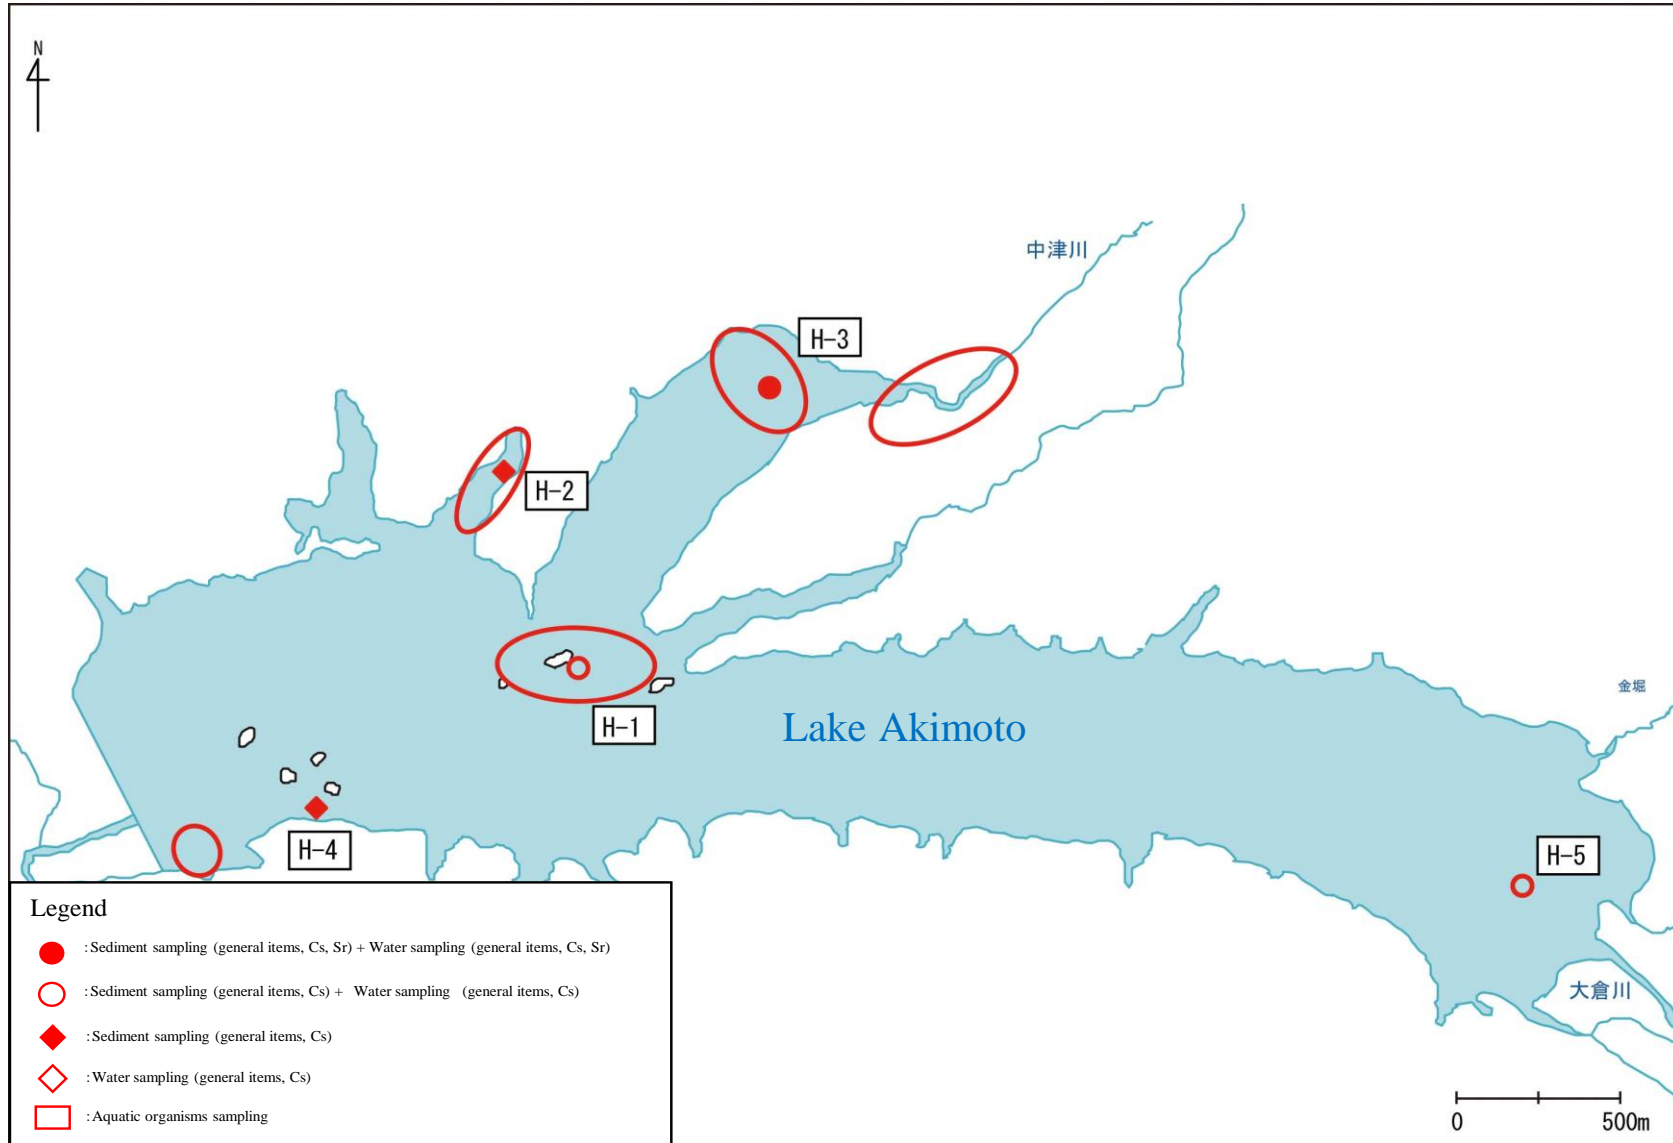 N
中津川
H-3
H-2
金堀
H-1
Lake Akimoto
H-4
H-5
大倉川
Legend
:Sediment sampling (general items, Cs, Sr) + Water sampling (general items, Cs, Sr)
:Sediment sampling (general items, Cs) + Water sampling (general items, Cs)
:Sediment sampling (general items, Cs)
:Water sampling (general items, Cs)
:Aquatic organisms sampling
0 500m